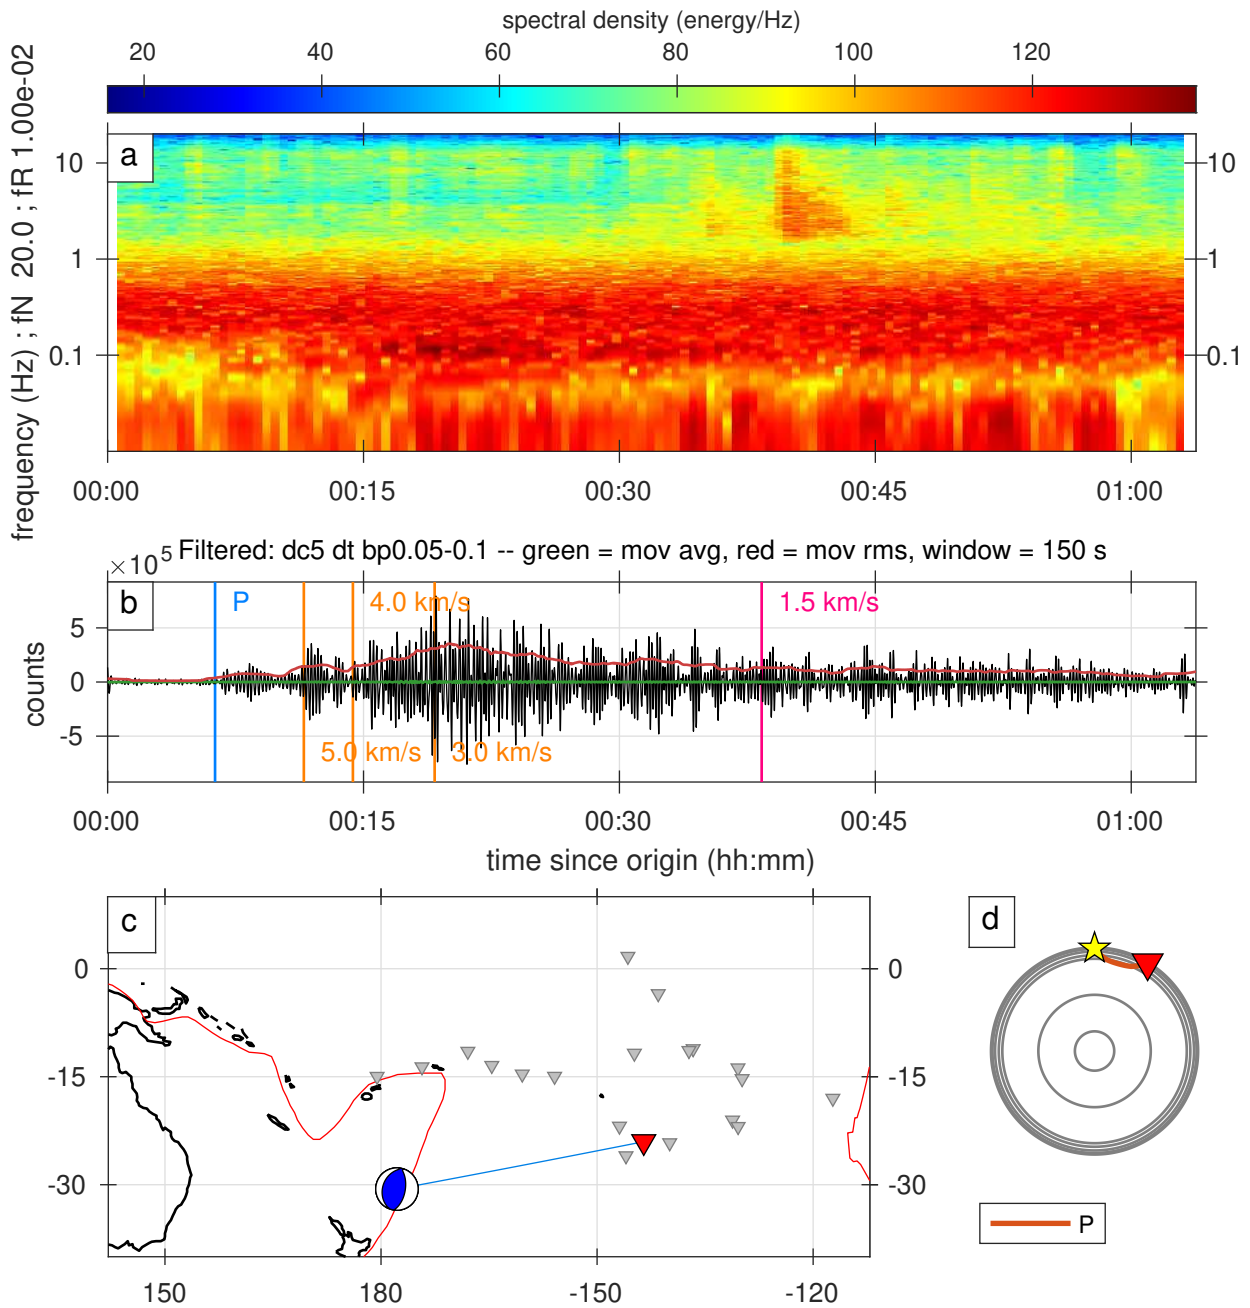 spectral density (energy/Hz)
20 40 60 80 100 120
a
frequency (Hz) ; fN 20.0 ; fR 1.00e-02
10 10
1 1
0.1 0.1
00:00 00:15 00:30 00:45 01:00
×10^5 Filtered: dc5 dt bp0.05-0.1 -- green = mov avg, red = mov rms, window = 150 s
b
P 4.0 km/s 1.5 km/s
counts
5
0
-5
5.0 km/s 3.0 km/s
00:00 00:15 00:30 00:45 01:00
time since origin (hh:mm)
c
d
0 0
-15 -15
-30 -30
150 180 -150 -120
P